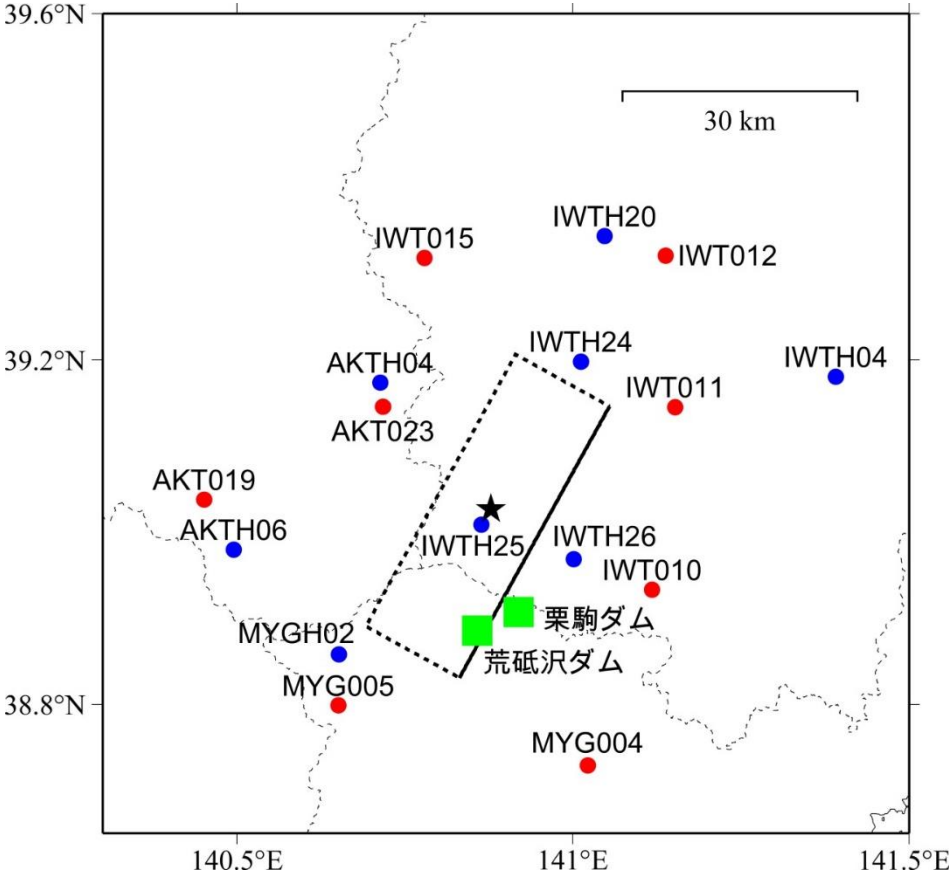 39.6°N
30 km
IWTH20
IWT015
IWT012
39.2°N
IWTH24
AKTH04
IWTH04
IWT011
AKT023
AKT019
AKTH06
IWTH25
IWTH26
IWT010
栗駒ダム
MYGH02
荒砥沢ダム
MYG005
38.8°N
MYG004
140.5°E
141°E
141.5°E